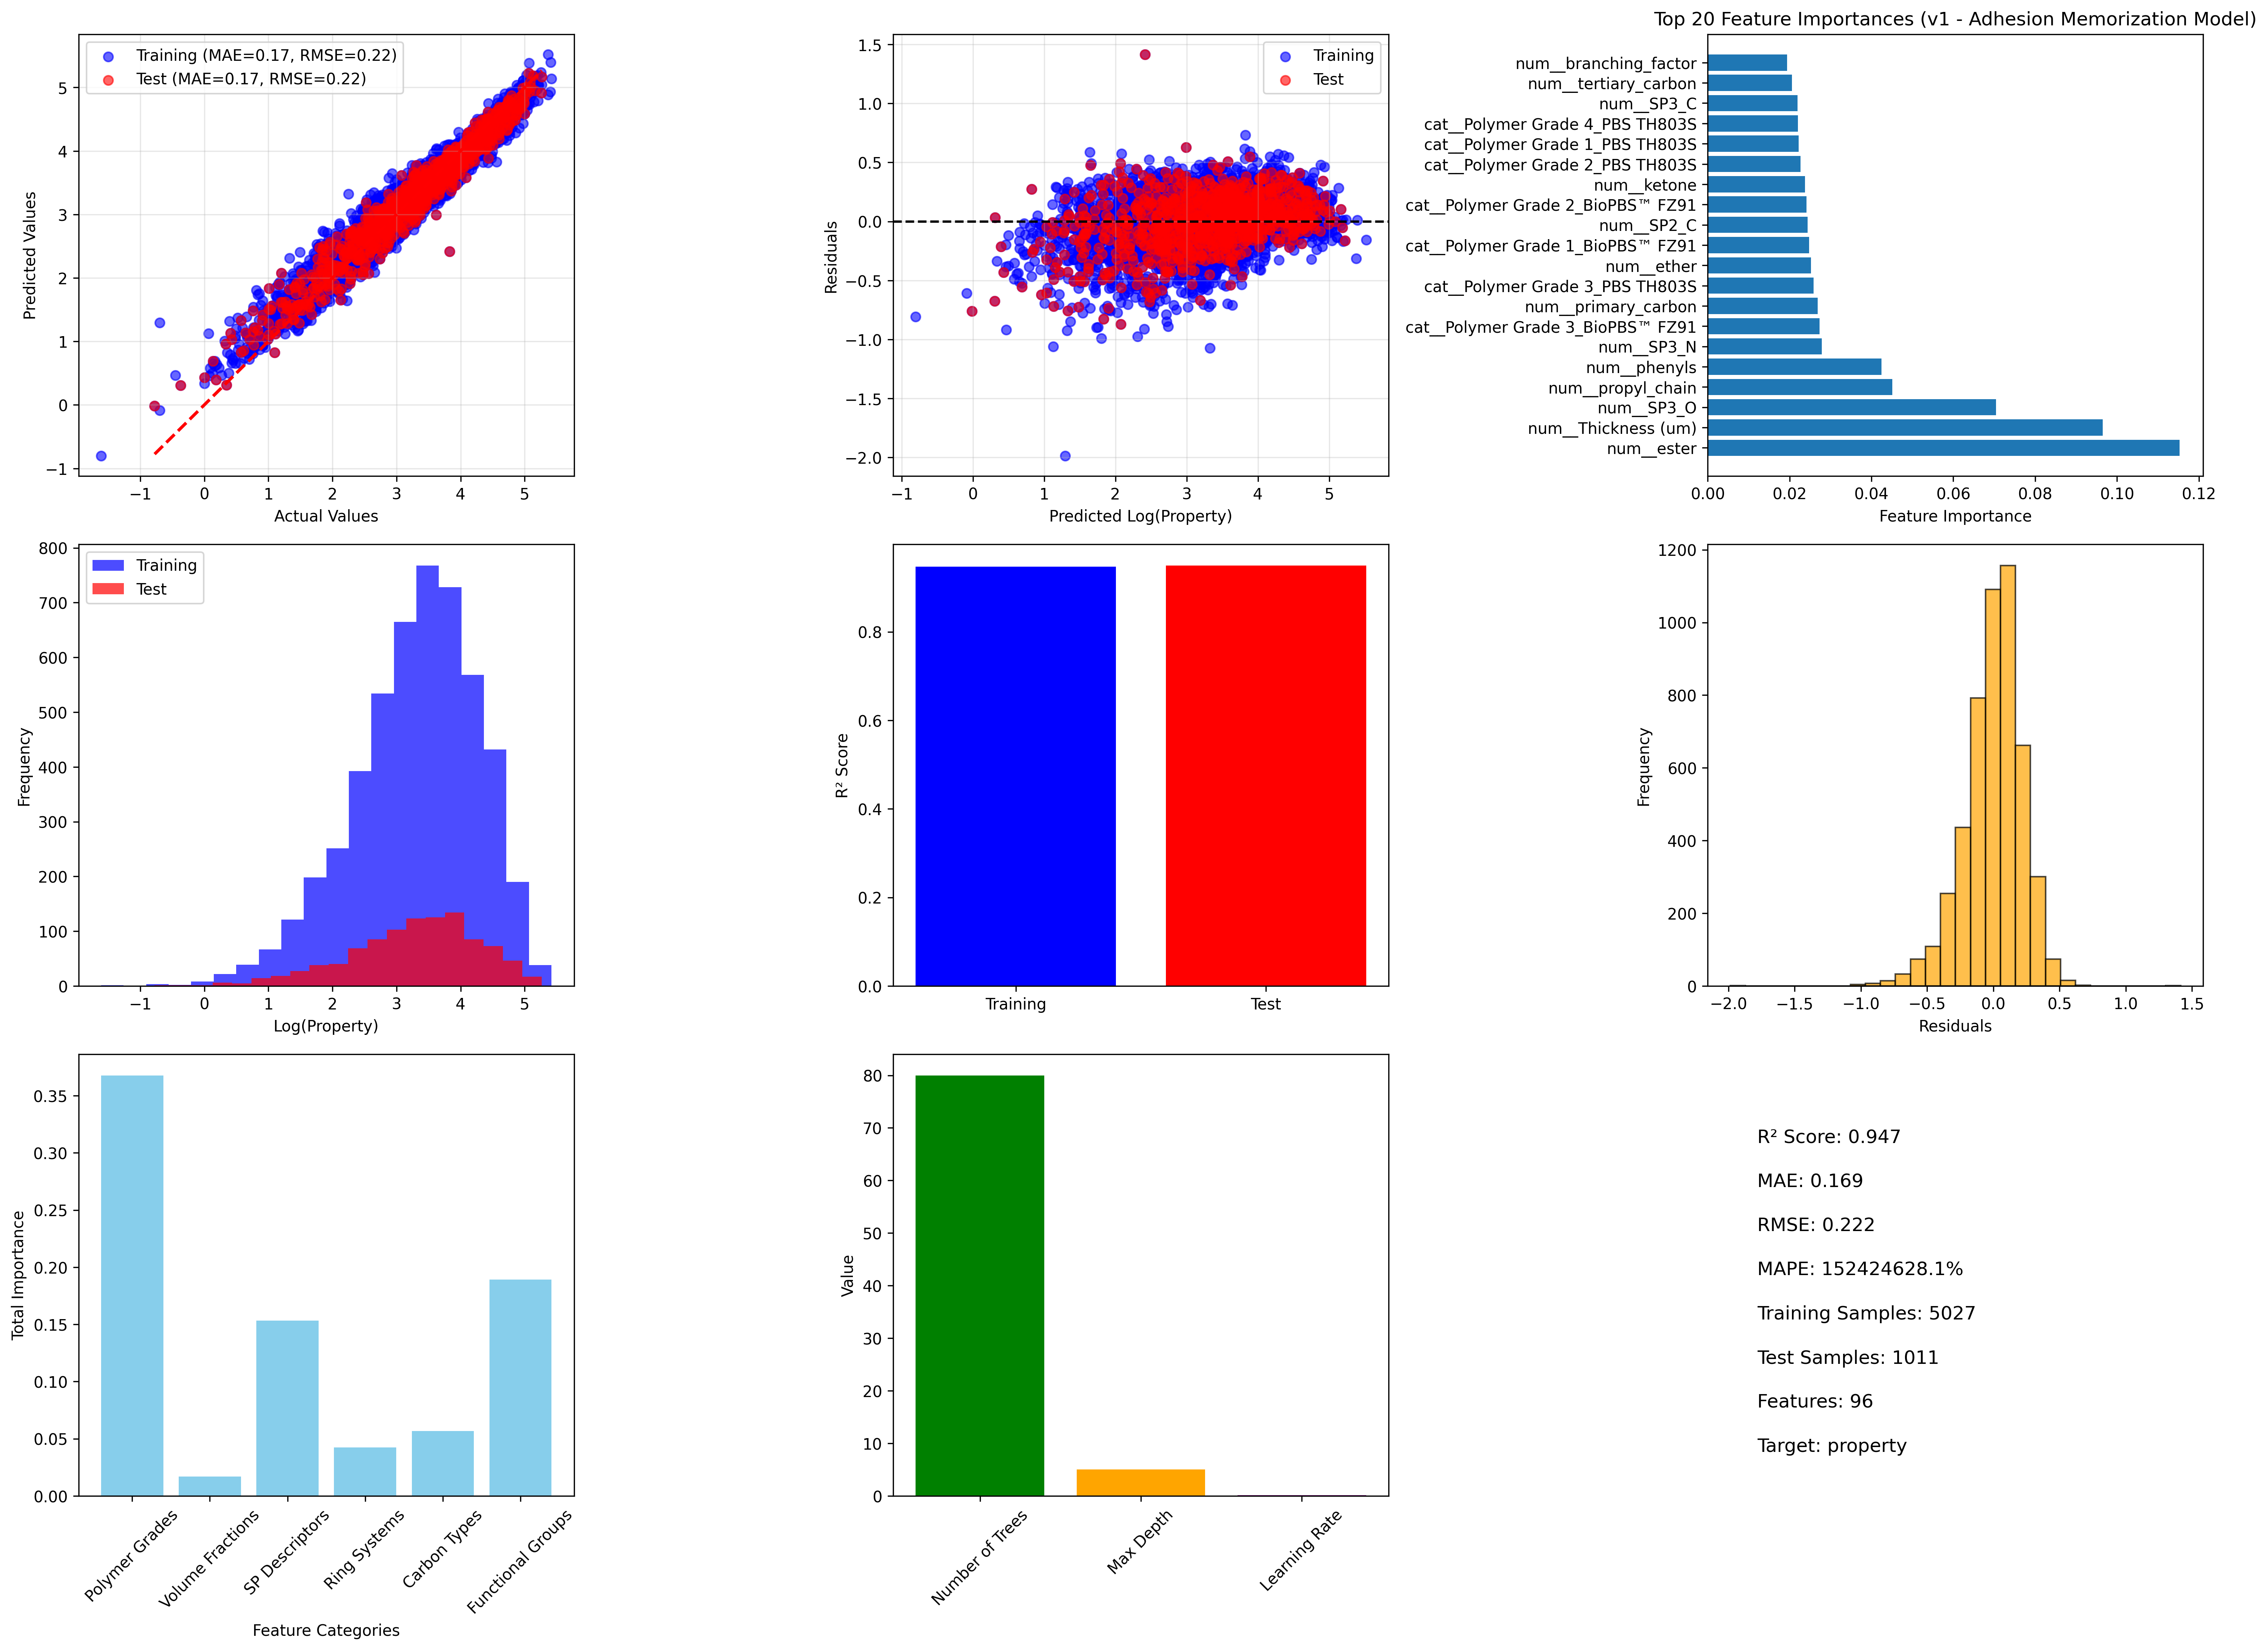 Training (MAE=0.17, RMSE=0.22)
Test (MAE=0.17, RMSE=0.22)
Predicted Values
5
4
3
2
1
0
−1
−1 0 1 2 3 4 5
Actual Values
Training
Test
Residuals
1.5
1.0
0.5
0.0
−0.5
−1.0
−1.5
−2.0
−1 0 1 2 3 4 5
Predicted Log(Property)
Top 20 Feature Importances (v1 - Adhesion Memorization Model)
num__branching_factor
num__tertiary_carbon
num__SP3_C
cat__Polymer Grade 4_PBS TH803S
cat__Polymer Grade 1_PBS TH803S
cat__Polymer Grade 2_PBS TH803S
num__ketone
cat__Polymer Grade 2_BioPBS™ FZ91
num__SP2_C
cat__Polymer Grade 1_BioPBS™ FZ91
num__ether
cat__Polymer Grade 3_PBS TH803S
num__primary_carbon
cat__Polymer Grade 3_BioPBS™ FZ91
num__SP3_N
num__phenyls
num__propyl_chain
num__SP3_O
num__Thickness (um)
num__ester
0.00 0.02 0.04 0.06 0.08 0.10 0.12
Feature Importance
Training
Test
Frequency
800
700
600
500
400
300
200
100
0
−1 0 1 2 3 4 5
Log(Property)
R² Score
0.8
0.6
0.4
0.2
0.0
Training Test
Frequency
1200
1000
800
600
400
200
0
−2.0 −1.5 −1.0 −0.5 0.0 0.5 1.0 1.5
Residuals
Total Importance
0.35
0.30
0.25
0.20
0.15
0.10
0.05
0.00
Polymer Grades
Volume Fractions
SP Descriptors
Ring Systems
Carbon Types
Functional Groups
Feature Categories
Value
80
70
60
50
40
30
20
10
0
Number of Trees
Max Depth
Learning Rate
R² Score: 0.947
MAE: 0.169
RMSE: 0.222
MAPE: 152424628.1%
Training Samples: 5027
Test Samples: 1011
Features: 96
Target: property